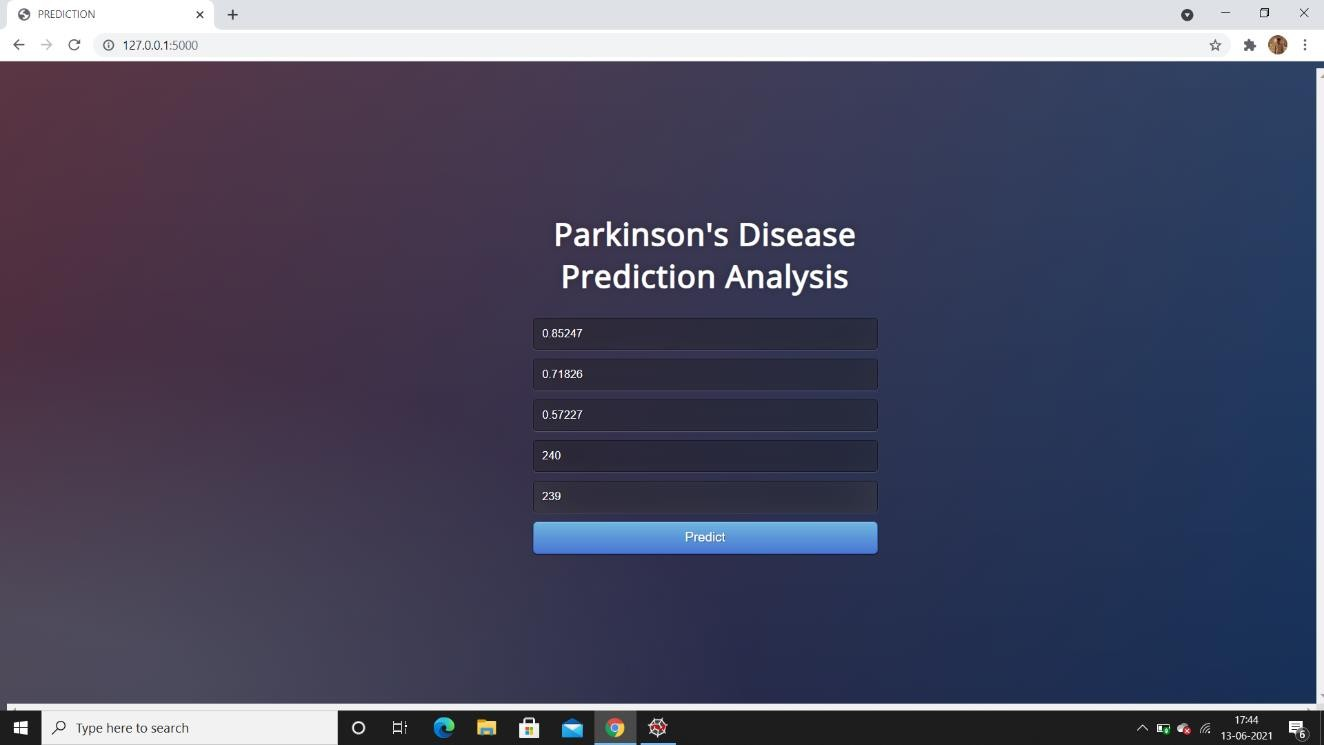 PREDICTION
127.0.0.1:5000
Parkinson's Disease
Prediction Analysis
0.85247
0.71826
0.57227
240
239
Predict
Type here to search
17:44
13-06-2021
6